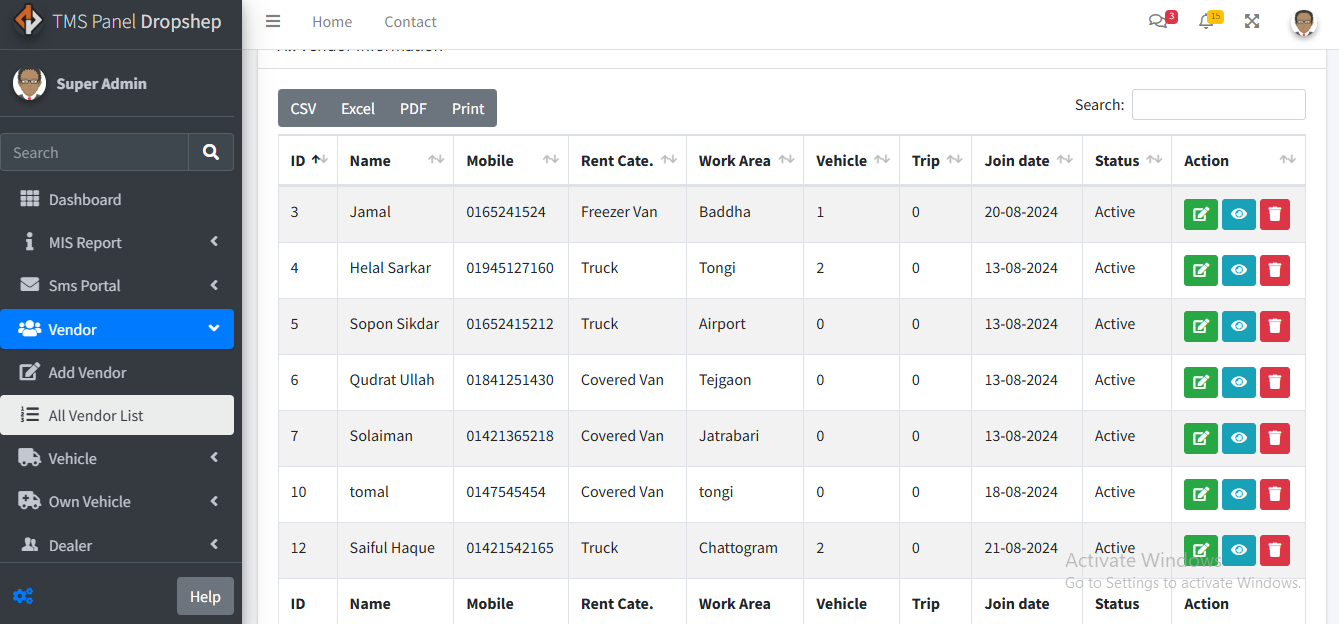 TMS Panel Dropshep
Home Contact 3 15
Super Admin
CSV Excel PDF Print Search:
Search
ID Name Mobile Rent Cate. Work Area Vehicle Trip Join date Status Action
3 Jamal 0165241524 Freezer Van Baddha 1 0 20-08-2024 Active
4 Helal Sarkar 01945127160 Truck Tongi 2 0 13-08-2024 Active
5 Sopon Sikdar 01652415212 Truck Airport 0 0 13-08-2024 Active
6 Qudrat Ullah 01841251430 Covered Van Tejgaon 0 0 13-08-2024 Active
7 Solaiman 01421365218 Covered Van Jatrabari 0 0 13-08-2024 Active
10 tomal 0147545454 Covered Van tongi 0 0 18-08-2024 Active
12 Saiful Haque 01421542165 Truck Chattogram 2 0 21-08-2024 Active
ID Name Mobile Rent Cate. Work Area Vehicle Trip Join date Status Action
Dashboard
MIS Report
Sms Portal
Vendor
Add Vendor
All Vendor List
Vehicle
Own Vehicle
Dealer
Help
Activate Windows
Go to Settings to activate Windows.